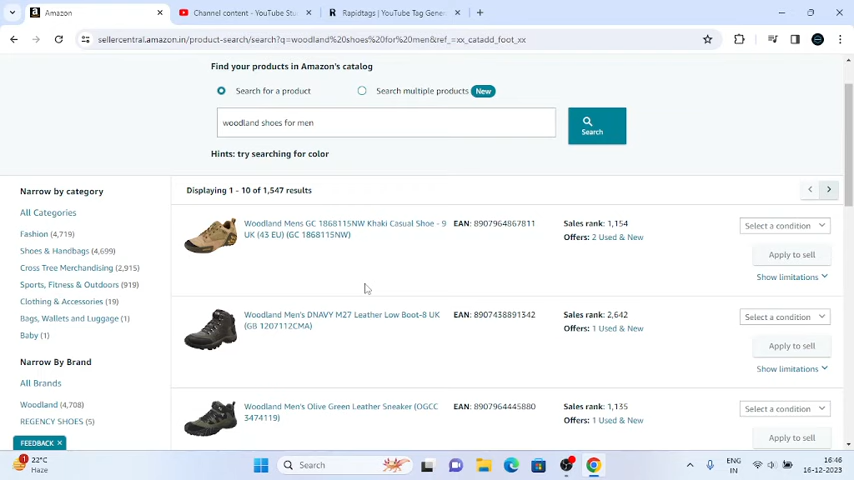 Amazon
Channel content - YouTube Stu
Rapidtags | YouTube Tag Gener
sellercentral.amazon.in/product-search/search?q=woodland%20shoes%20for%20men&ref_=xx_catadd_foot_xx
Find your products in Amazon's catalog
Search for a product
Search multiple products New
woodland shoes for men
Search
Hints: try searching for color
Narrow by category
Displaying 1 - 10 of 1,547 results
All Categories
Fashion (4,719)
Shoes & Handbags (4,699)
Cross Tree Merchandising (2,915)
Sports, Fitness & Outdoors (919)
Clothing & Accessories (19)
Bags, Wallets and Luggage (1)
Baby (1)
Narrow By Brand
All Brands
Woodland (4,708)
REGENCY SHOES (5)
FEEDBACK
Woodland Mens GC 1868115NW Khaki Casual Shoe - 9
UK (43 EU) (GC 1868115NW)
EAN: 8907964867811
Sales rank: 1,154
Offers: 2 Used & New
Select a condition
Apply to sell
Show limitations
Woodland Men's DNAVY M27 Leather Low Boot-8 UK
(GB 1207112CMA)
EAN: 8907438891342
Sales rank: 2,642
Offers: 1 Used & New
Select a condition
Apply to sell
Show limitations
Woodland Men's Olive Green Leather Sneaker (OGCC
3474119)
EAN: 8907964445880
Sales rank: 1,135
Offers: 1 Used & New
Select a condition
Apply to sell
1
22°C
Haze
Search
ENG
IN
16:46
16-12-2023